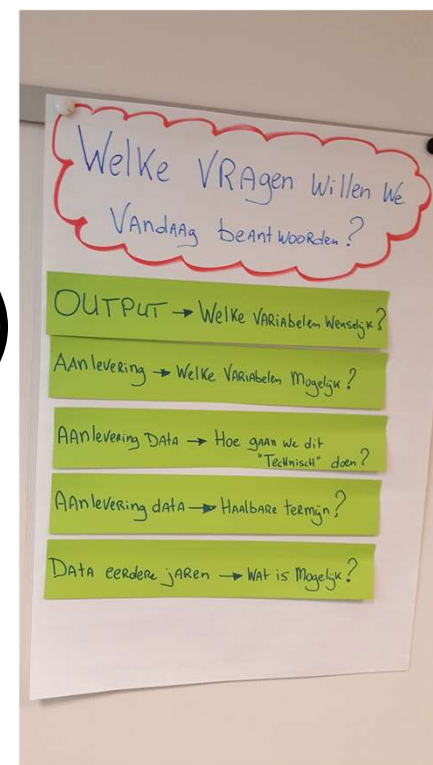 Welke VRAgen willen we
VAndAAg beAntwooRden?
OUTPUT → Welke VARiAbelen Wenselijk?
AAnleveRing → Welke VARiAbelen Mogelijk?
AAnleveRing DAtA → Hoe gAAn we dit
"TecHniscH" doen?
AAnleveRing dAtA → HAAlbARe teRmijn?
DAtA eeRdeRe jARen → WAt is Mogelijk?